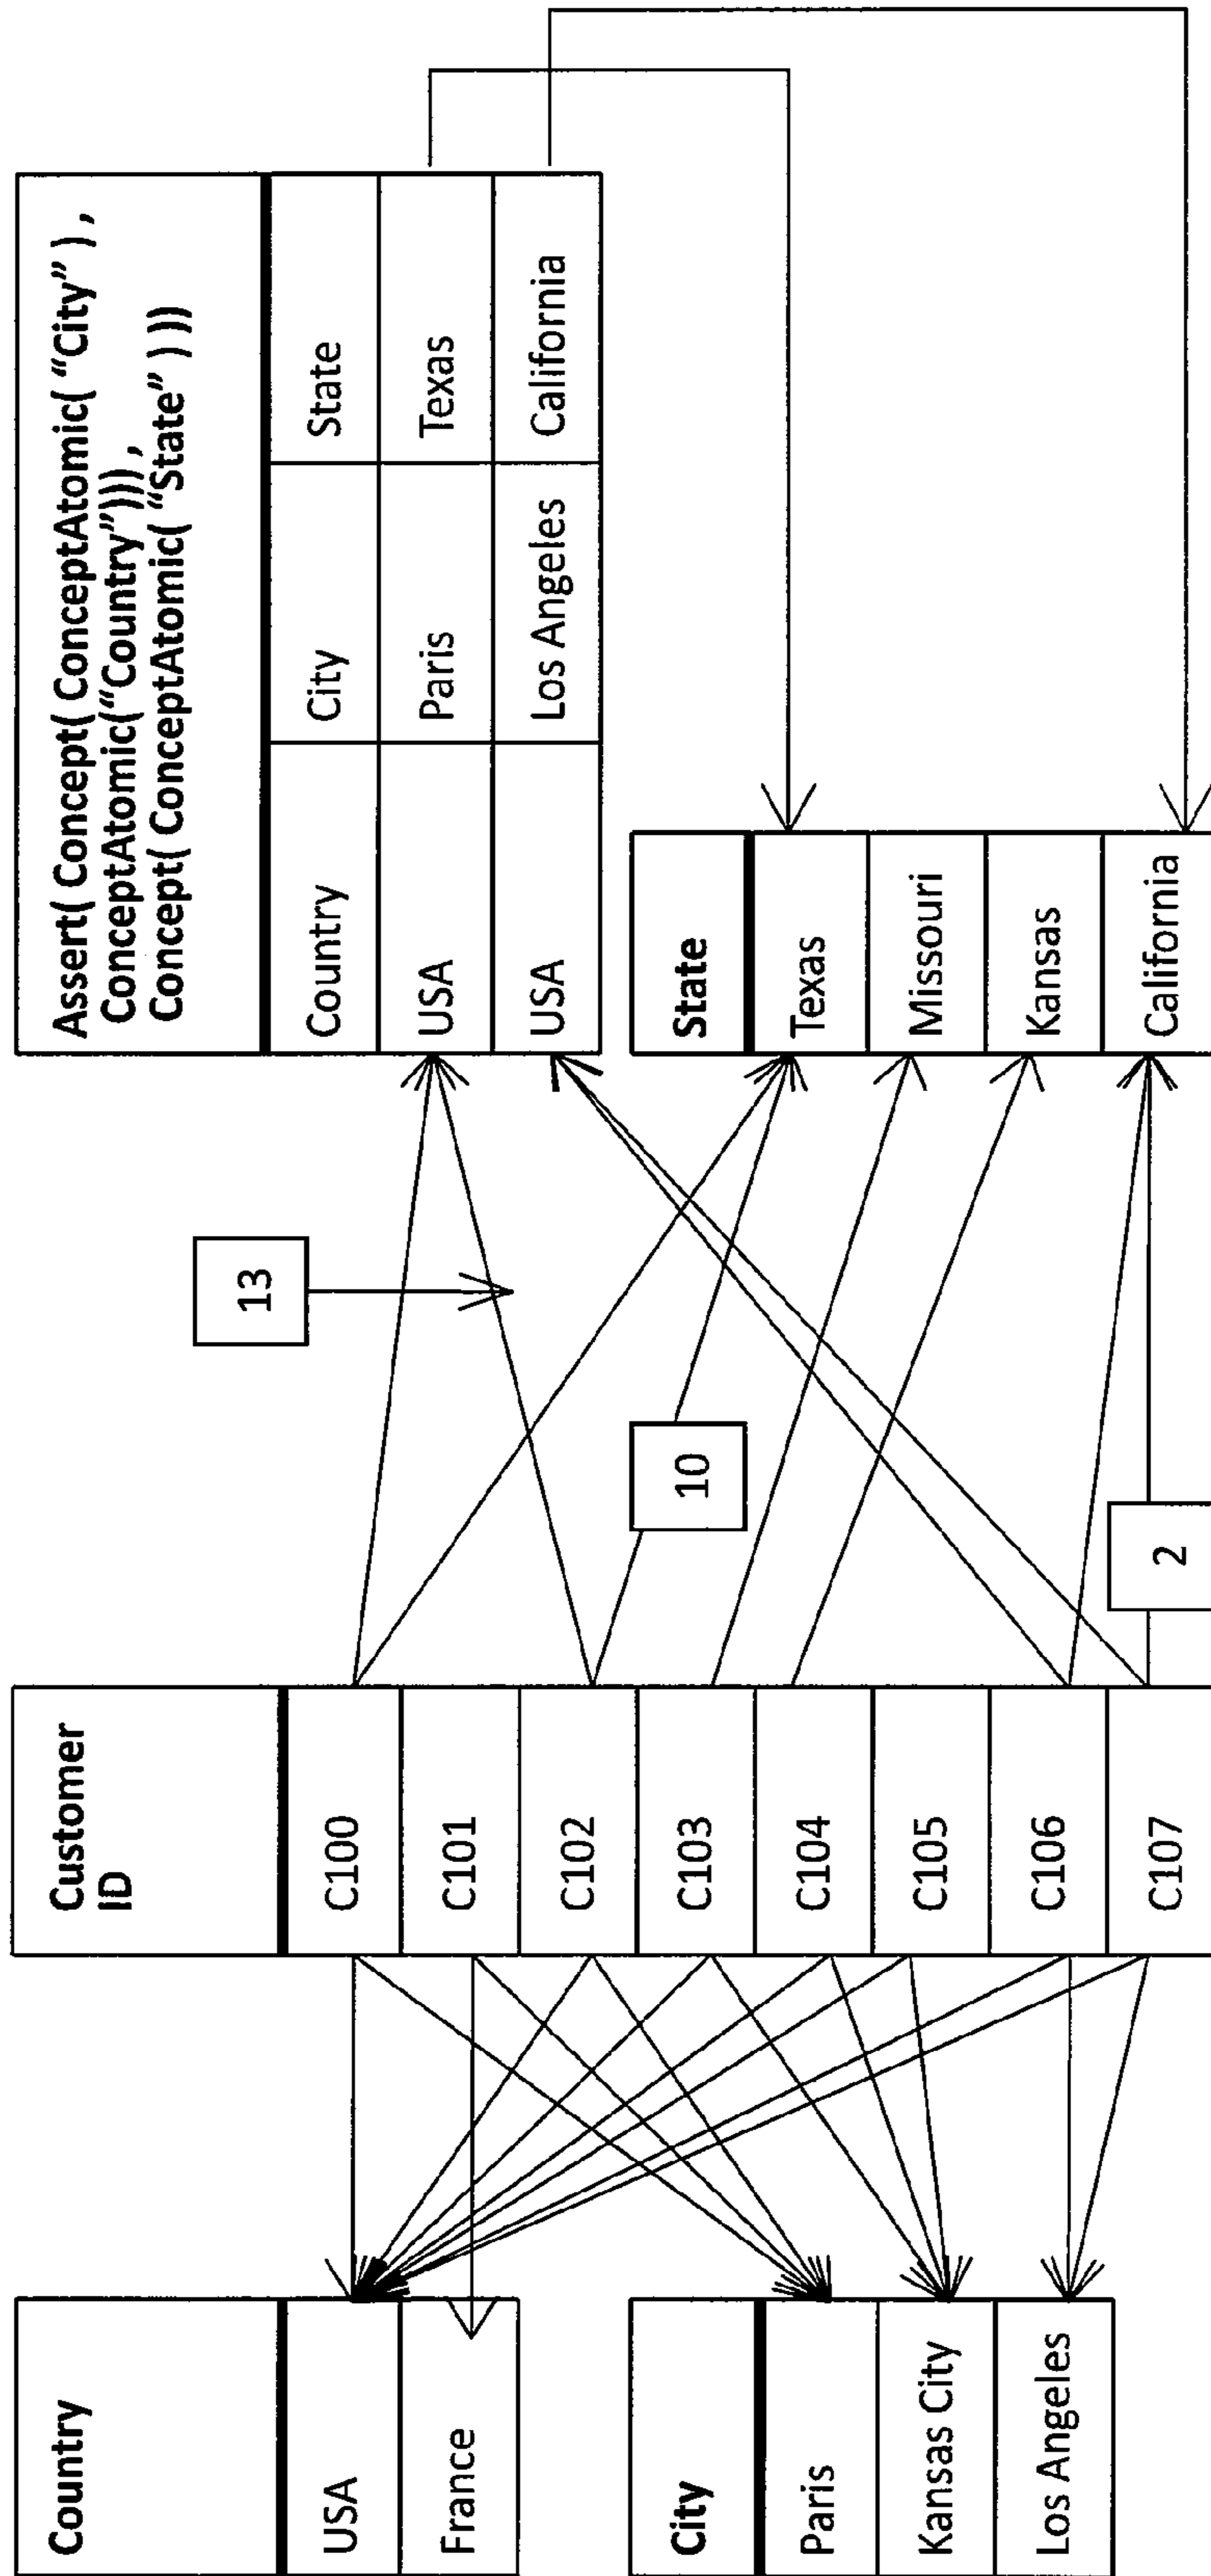 Country
USA
France
City
Paris
Kansas City
Los Angeles
Customer
ID
C100
C101
C102
C103
C104
C105
C106
C107
13
10
2
Assert( Concept( ConceptAtomic( “City” ) ,
ConceptAtomic(“Country”))) ,
Concept( ConceptAtomic( “State” ) ))
Country City State
USA Paris Texas
USA Los Angeles California
State
Texas
Missouri
Kansas
California